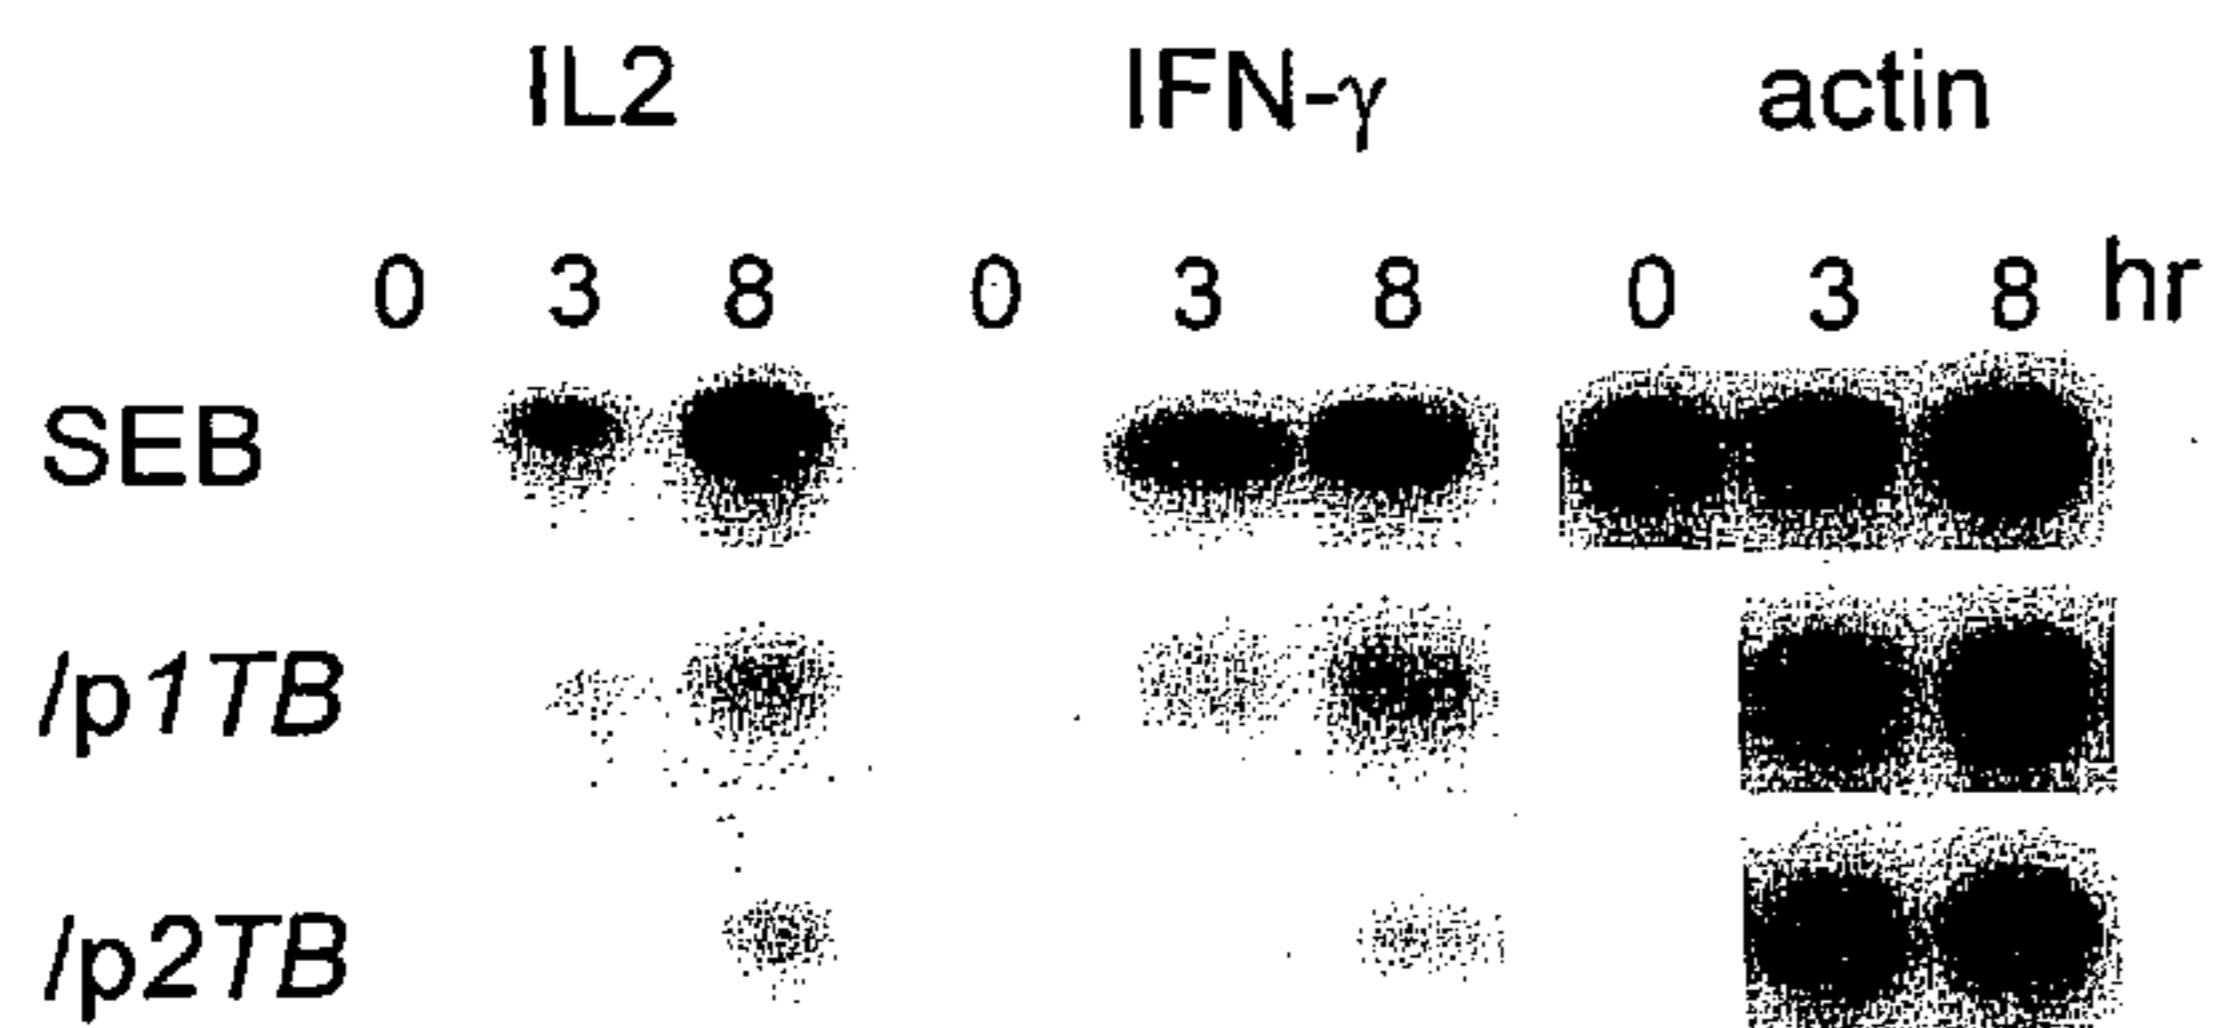 IL2 IFN-γ actin
0 3 8 0 3 8 0 3 8 hr
SEB
/p1TB
/p2TB